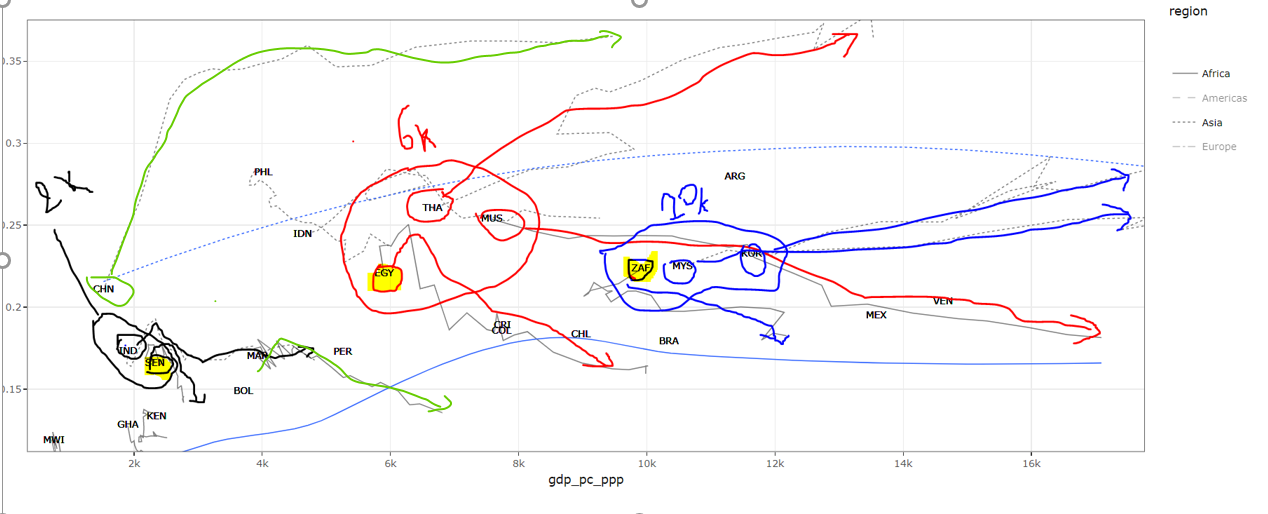 region
Africa
Americas
Asia
Europe
0.35
0.3
0.25
0.2
0.15
6k
10k
2k
PHL
THA
ARG
MUS
IDN
KOR
EGY
ZAF
MYS
CHN
VEN
MEX
CRI
COL
CHL
BRA
IND
SEN
MAR
PER
BOL
KEN
GHA
MWI
2k
4k
6k
8k
10k
12k
14k
16k
gdp_pc_ppp